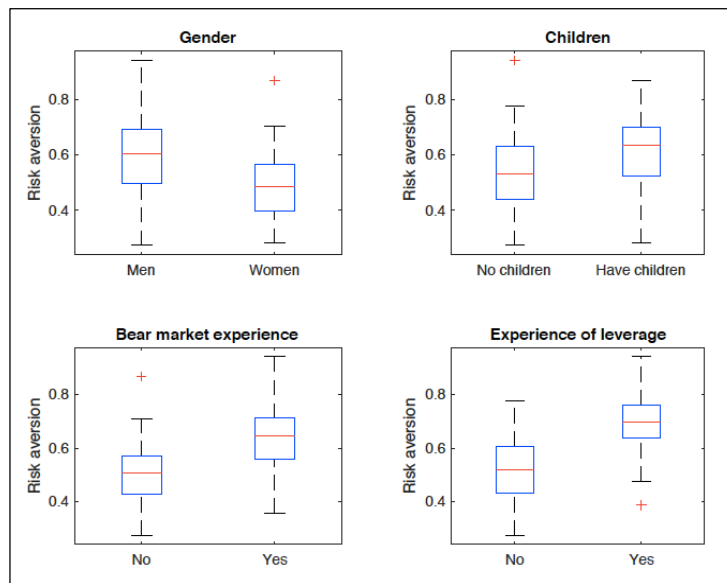 Gender
Risk aversion
0.8
0.6
0.4
Men Women
Children
Risk aversion
0.8
0.6
0.4
No children Have children
Bear market experience
Risk aversion
0.8
0.6
0.4
No Yes
Experience of leverage
Risk aversion
0.8
0.6
0.4
No Yes